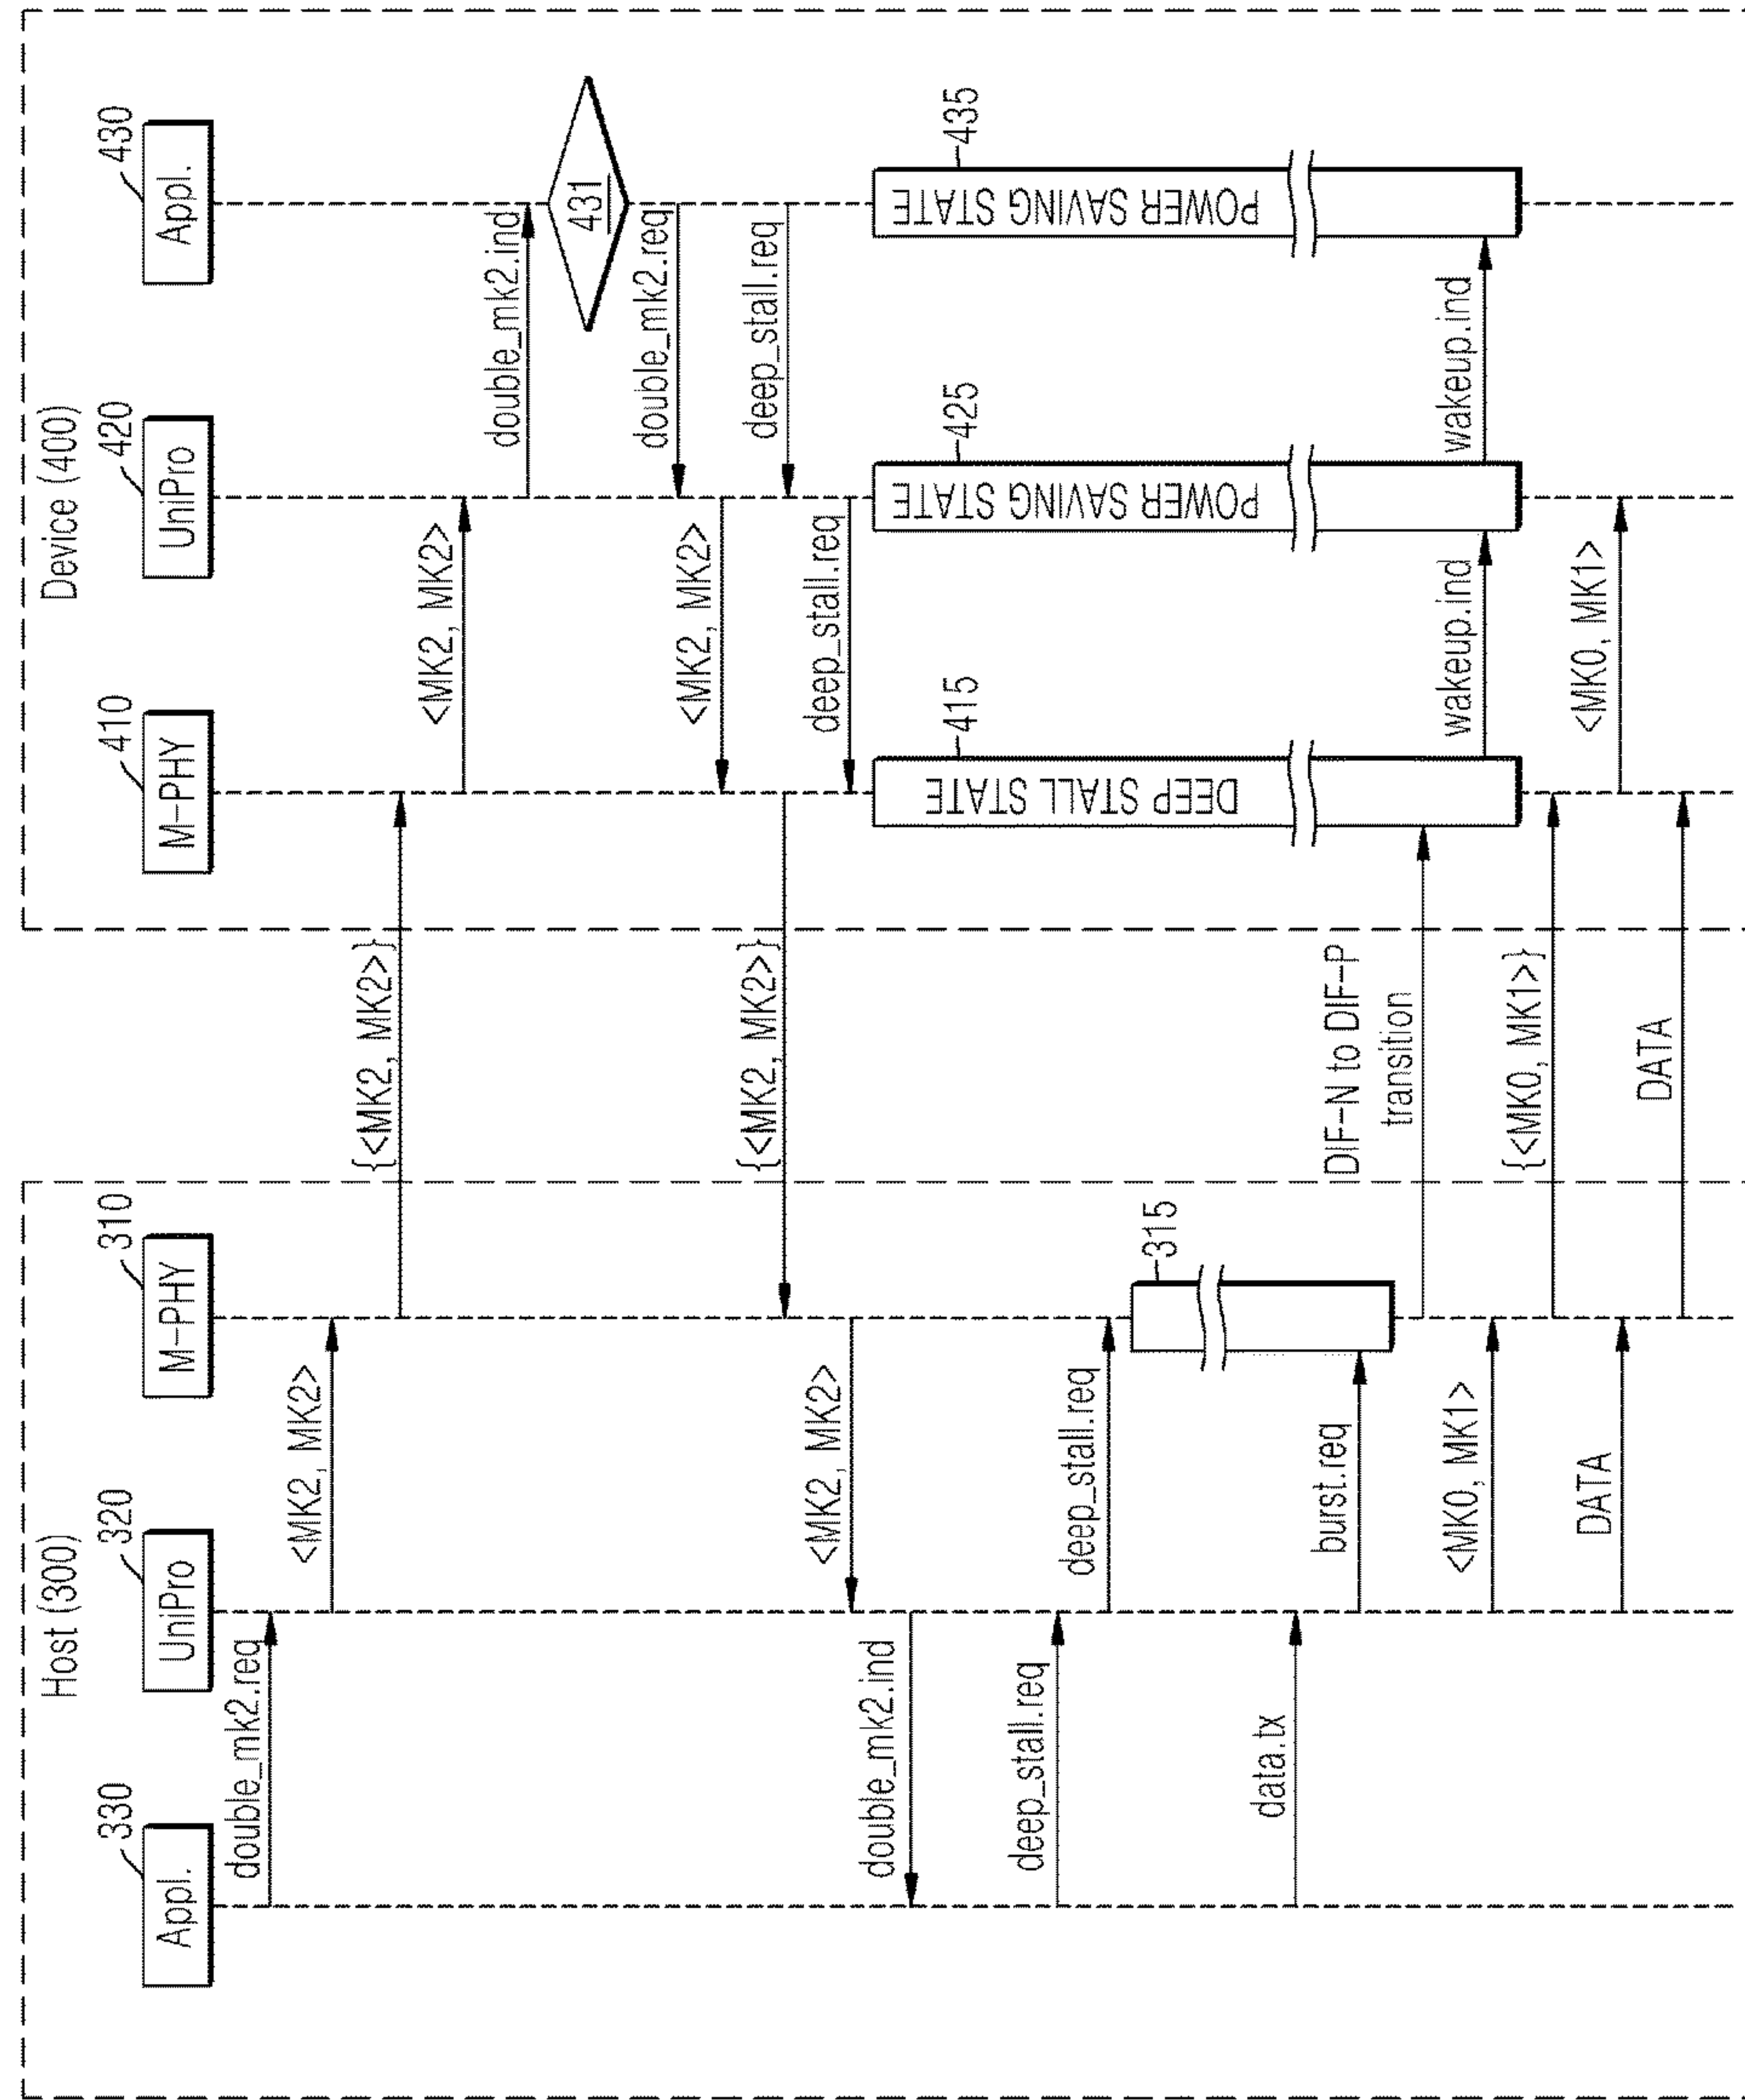 Host (300)
Device (400)
330
320
310
410
420
430
Appl.
UniPro
M-PHY
M-PHY
UniPro
Appl.
double_mk2.req
<MK2, MK2>
{<MK2, MK2>}
<MK2, MK2>
double_mk2.ind
431
double_mk2.req
<MK2, MK2>
{<MK2, MK2>}
deep_stall.req
<MK2, MK2>
deep_stall.req
double_mk2.ind
415
425
435
DEEP STALL STATE
POWER SAVING STATE
POWER SAVING STATE
deep_stall.req
deep_stall.req
315
data.tx
burst.req
DIF-N to DIF-P
transition
wakeup.ind
wakeup.ind
<MK0, MK1>
{<MK0, MK1>}
<MK0, MK1>
DATA
DATA